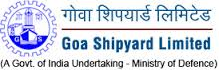 गोवा शिपयार्ड लिमिटेड
Goa Shipyard Limited
(A Govt. of India Undertaking - Ministry of Defence)